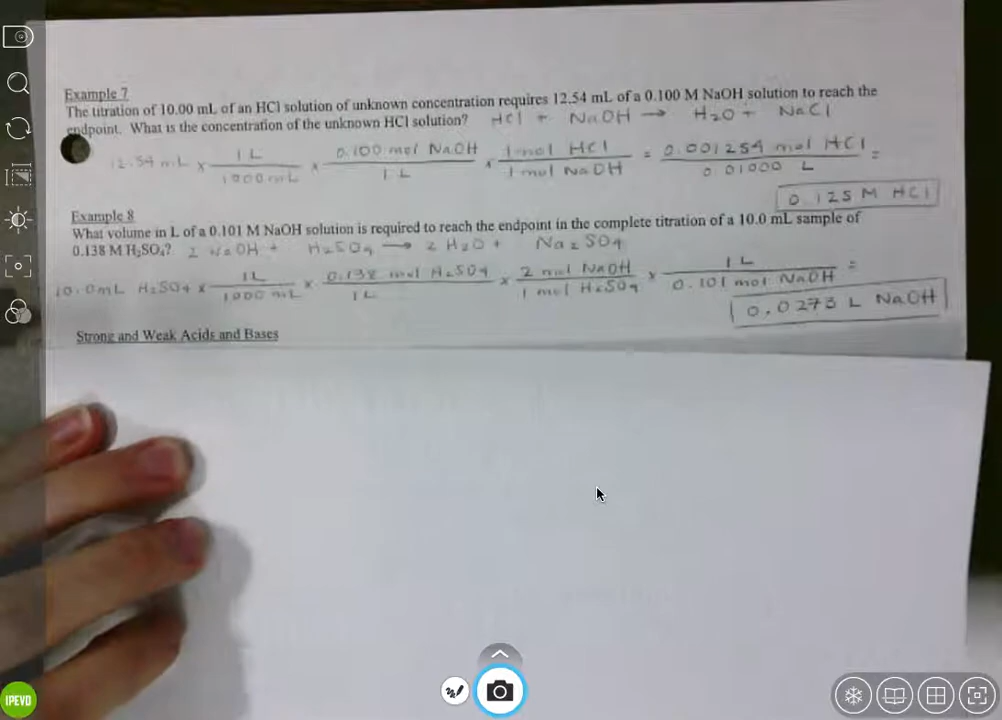 Example 7
The titration of 10.00 mL of an HCl solution of unknown concentration requires 12.54 mL of a 0.100 M NaOH solution to reach the
endpoint. What is the concentration of the unknown HCl solution? HCl + NaOH → H2O + NaCl
12.54 mL × 1 L / 1000 mL × 0.100 mol NaOH / 1 L × 1 mol HCl / 1 mol NaOH = 0.001254 mol HCl / 0.01000 L =
0.125 M HCl
Example 8
What volume in L of a 0.101 M NaOH solution is required to reach the endpoint in the complete titration of a 10.0 mL sample of
0.138 M H2SO4? 2 NaOH + H2SO4 → 2 H2O + Na2SO4
10.0mL H2SO4 × 1L / 1000 mL × 0.138 mol H2SO4 / 1L × 2 mol NaOH / 1 mol H2SO4 × 1 L / 0.101 mol NaOH =
0.0273 L NaOH
Strong and Weak Acids and Bases
IPEVO